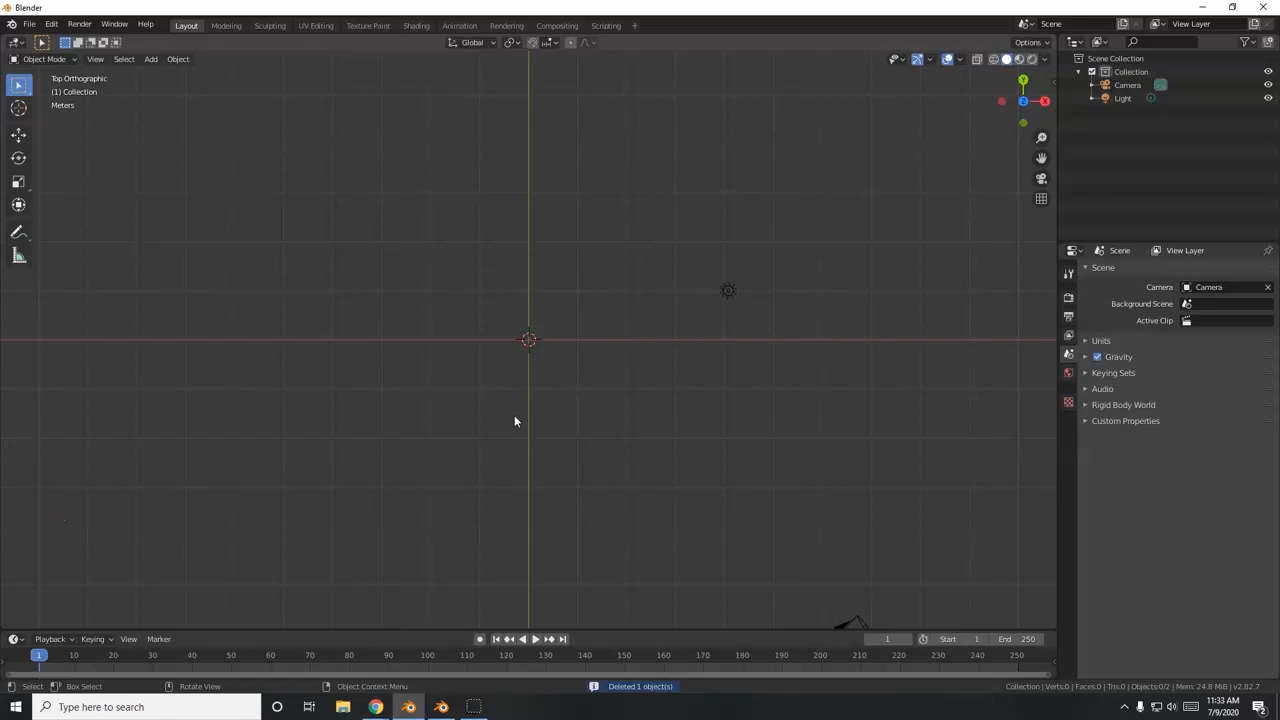 Blender
File Edit Render Window Help Layout Modeling Sculpting UV Editing Texture Paint Shading Animation Rendering Compositing Scripting + Scene View Layer
Global Options
Object Mode View Select Add Object
Top Orthographic
(1) Collection
Meters
Y
Z X
Scene Collection
Collection
Camera
Light
Scene View Layer
Scene
Camera Camera
Background Scene
Active Clip
Units
Gravity
Keying Sets
Audio
Rigid Body World
Custom Properties
Playback Keying View Marker 1 Start 1 End 250
1 10 20 30 40 50 60 70 80 90 100 110 120 130 140 150 160 170 180 190 200 210 220 230 240 250
Select Box Select Rotate View Object Context Menu Deleted 1 object(s) Collection | Verts:0 | Faces:0 | Tris:0 | Objects:0/2 | Mem: 24.8 MiB | v2.82.7
Type here to search
11:33 AM
7/9/2020
2